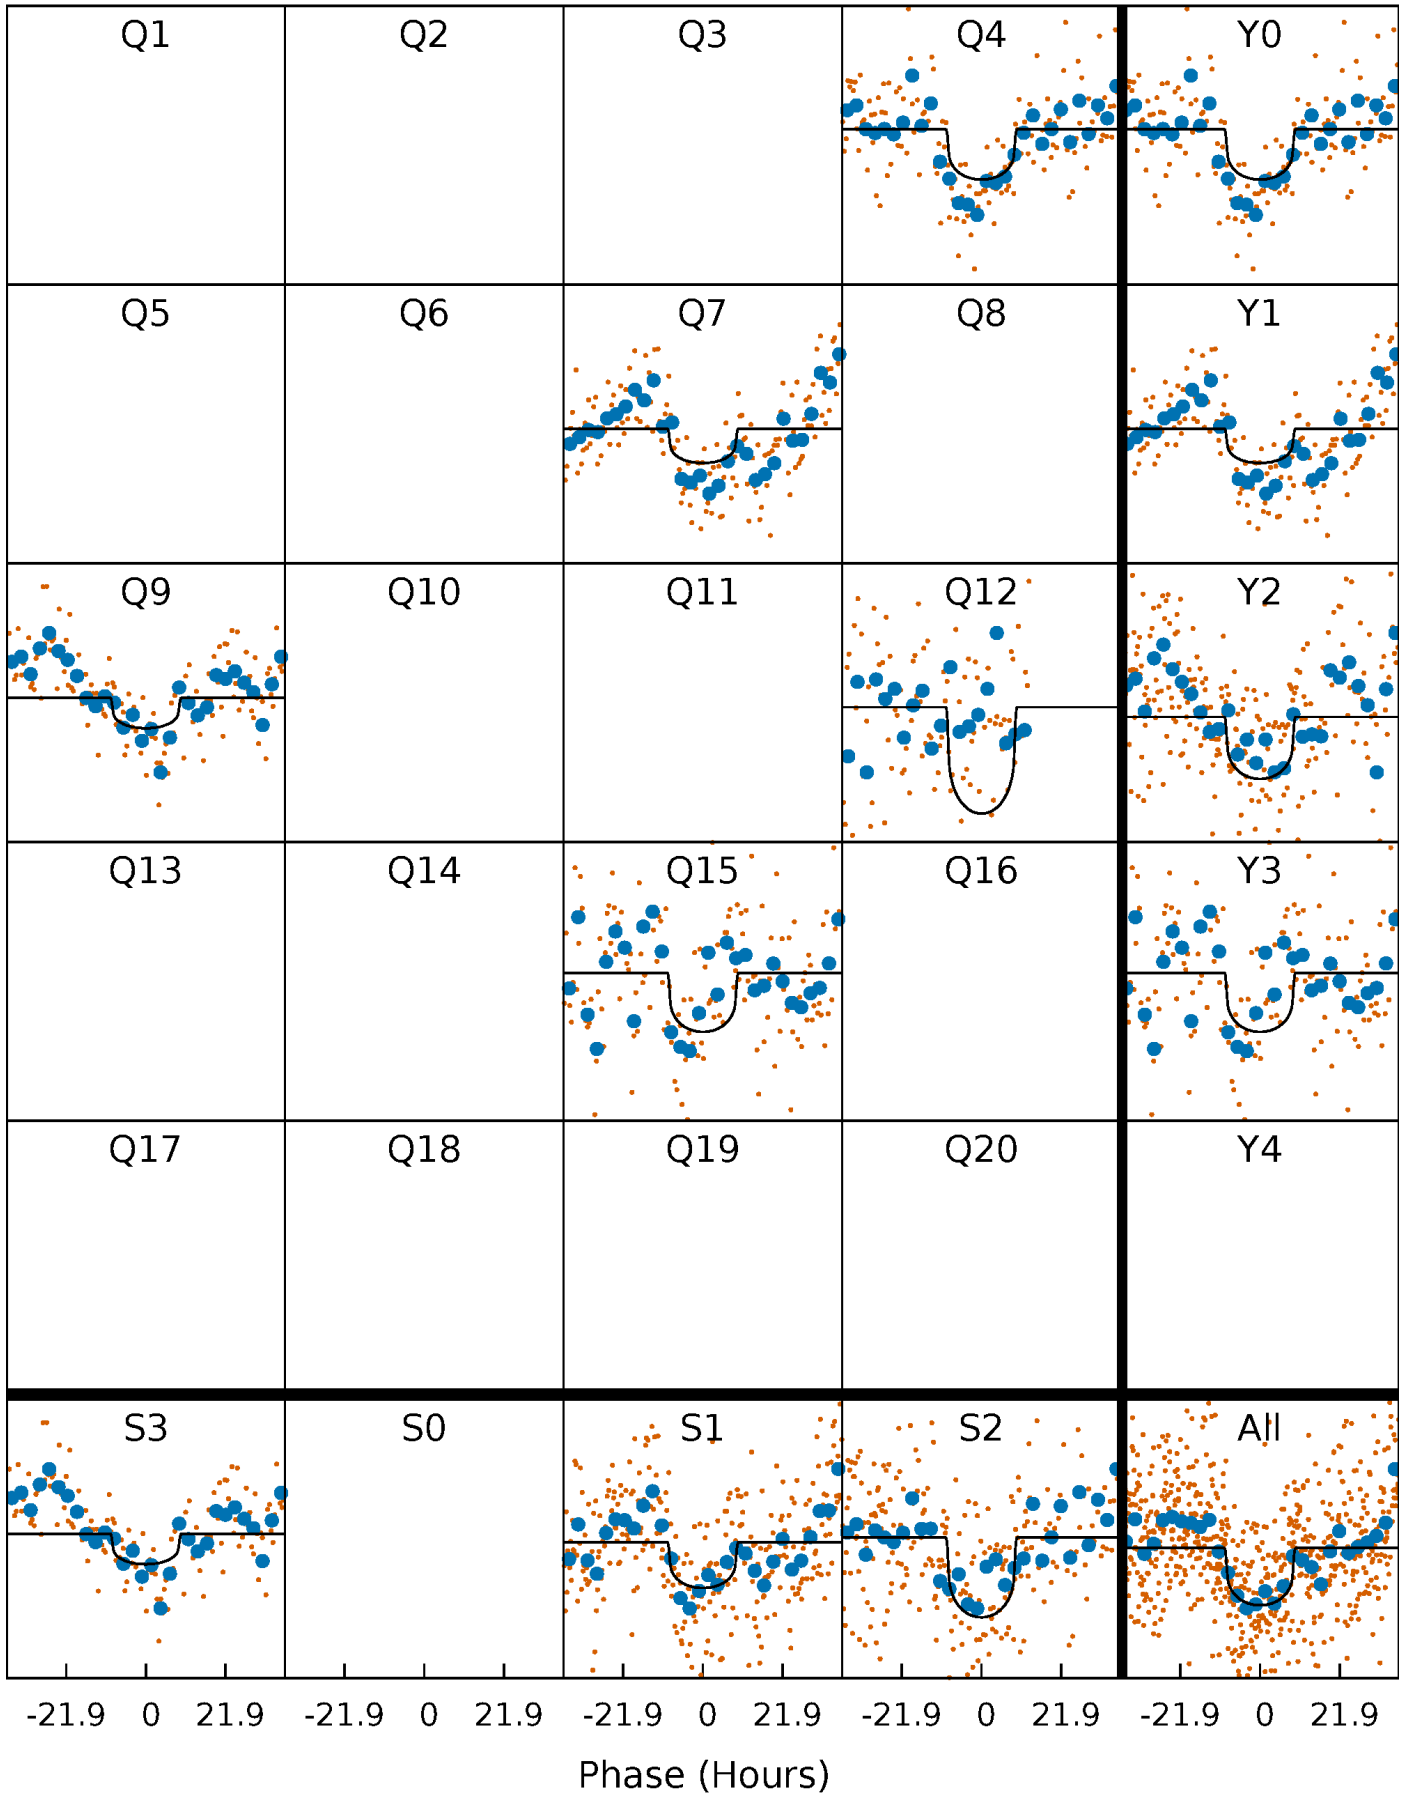 Q1 Q2 Q3 Q4 Y0
Q5 Q6 Q7 Q8 Y1
Q9 Q10 Q11 Q12 Y2
Q13 Q14 Q15 Q16 Y3
Q17 Q18 Q19 Q20 Y4
S3 S0 S1 S2 All
-21.9 0 21.9 -21.9 0 21.9 -21.9 0 21.9 -21.9 0 21.9 -21.9 0 21.9
Phase (Hours)